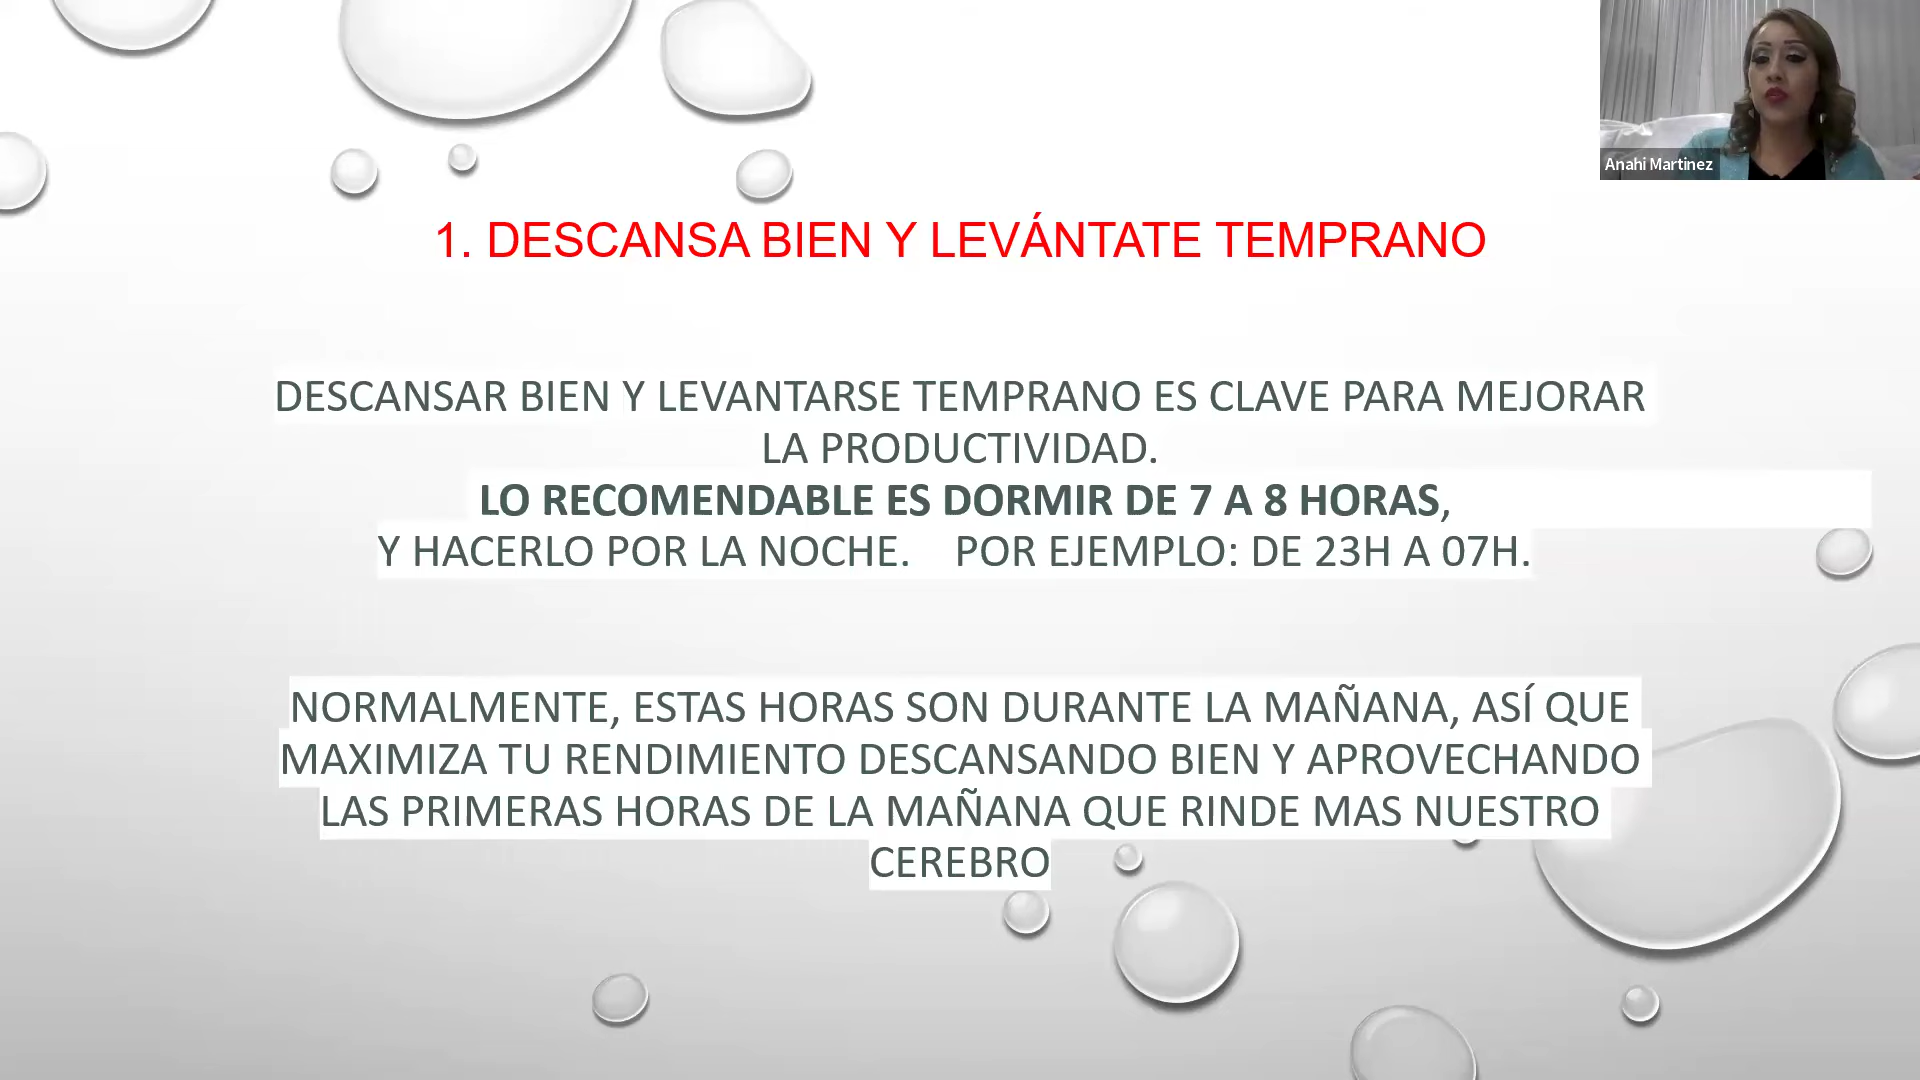 Anahi Martinez
1. DESCANSA BIEN Y LEVÁNTATE TEMPRANO
DESCANSAR BIEN Y LEVANTARSE TEMPRANO ES CLAVE PARA MEJORAR
LA PRODUCTIVIDAD.
LO RECOMENDABLE ES DORMIR DE 7 A 8 HORAS,
Y HACERLO POR LA NOCHE. POR EJEMPLO: DE 23H A 07H.
NORMALMENTE, ESTAS HORAS SON DURANTE LA MAÑANA, ASÍ QUE
MAXIMIZA TU RENDIMIENTO DESCANSANDO BIEN Y APROVECHANDO
LAS PRIMERAS HORAS DE LA MAÑANA QUE RINDE MAS NUESTRO
CEREBRO